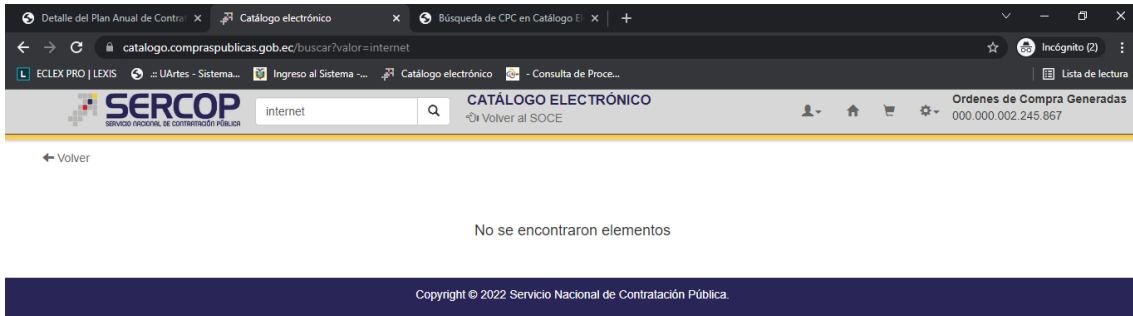 Detalle del Plan Anual de Contrat
Catálogo electrónico
Búsqueda de CPC en Catálogo El
catalogo.compraspublicas.gob.ec/buscar?valor=internet
Incógnito (2)
ECLEX PRO | LEXIS
.:: UArtes - Sistema...
Ingreso al Sistema -...
Catálogo electrónico
- Consulta de Proce...
Lista de lectura
SERCOP
SERVICIO NACIONAL DE CONTRATACIÓN PÚBLICA
internet
CATÁLOGO ELECTRÓNICO
Volver al SOCE
Ordenes de Compra Generadas
000.000.002.245.867
Volver
No se encontraron elementos
Copyright © 2022 Servicio Nacional de Contratación Pública.